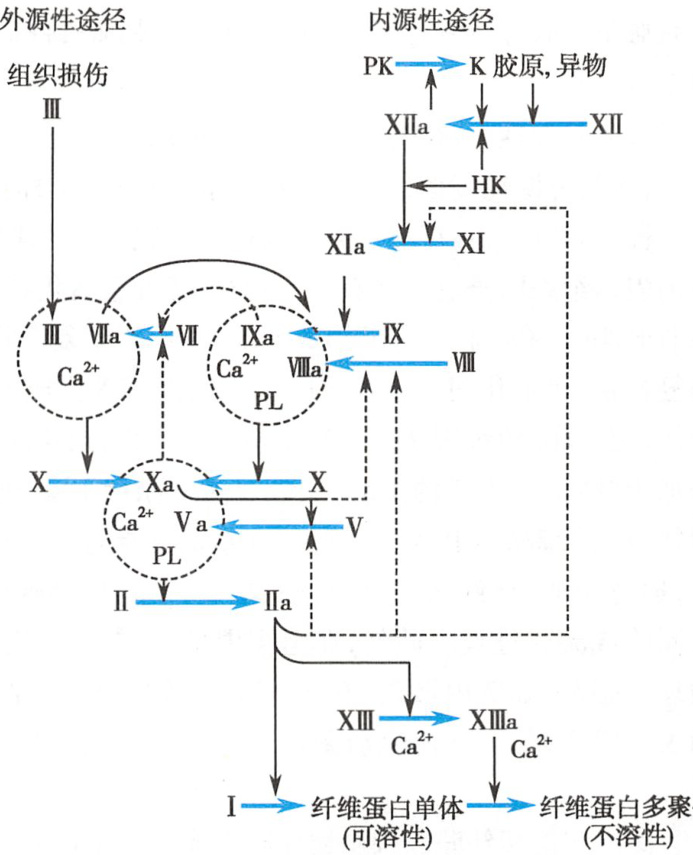 外源性途径 内源性途径
PK K 胶原, 异物
组织损伤
Ⅲ
Ⅻa Ⅻ
HK
Ⅺa Ⅺ
Ⅲ Ⅶa Ⅶ Ⅸa Ⅸ
Ca²⁺ Ca²⁺ Ⅷa Ⅷ
PL
Ⅹ Ⅹa Ⅹ
Ca²⁺ Ⅴa Ⅴ
PL
Ⅱ Ⅱa
XⅢ XⅢa
Ca²⁺ Ca²⁺
Ⅰ 纤维蛋白单体 纤维蛋白多聚
(可溶性) (不溶性)